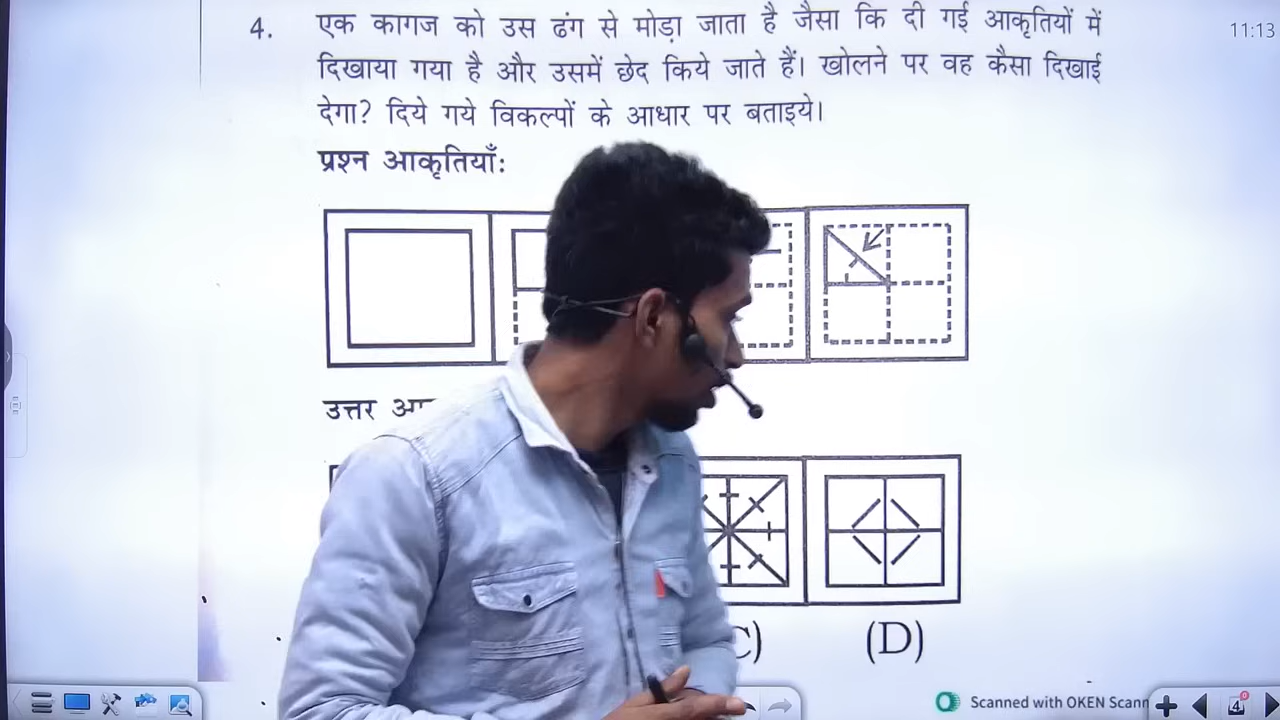 4. एक कागज को उस ढंग से मोड़ा जाता है जैसा कि दी गई आकृतियों में
11:13
दिखाया गया है और उसमें छेद किये जाते हैं। खोलने पर वह कैसा दिखाई
देगा? दिये गये विकल्पों के आधार पर बताइये।
प्रश्न आकृतियाँ:
उत्तर
(D)
Scanned with OKEN Scann
4